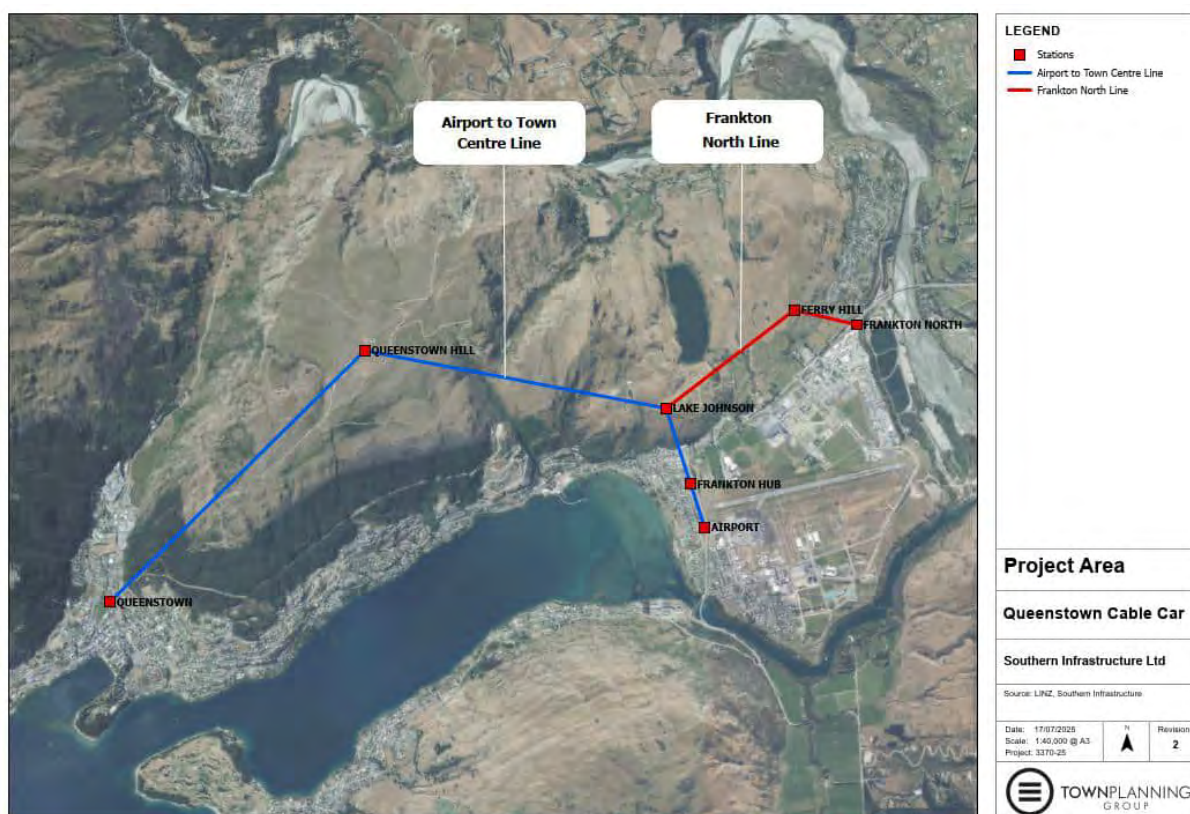 Airport to Town
Centre Line
Frankton
North Line
FERRY HILL
FRANKTON NORTH
QUEENSTOWN HILL
LAKE JOHNSON
FRANKTON HUB
AIRPORT
QUEENSTOWN
LEGEND
Stations
Airport to Town Centre Line
Frankton North Line
Project Area
Queenstown Cable Car
Southern Infrastructure Ltd
Source: LINZ, Southern Infrastructure
Date: 17/07/2025
Scale: 1:40,000 @ A3
Project: 3370-25
N
Revision
2
TOWNPLANNING
GROUP